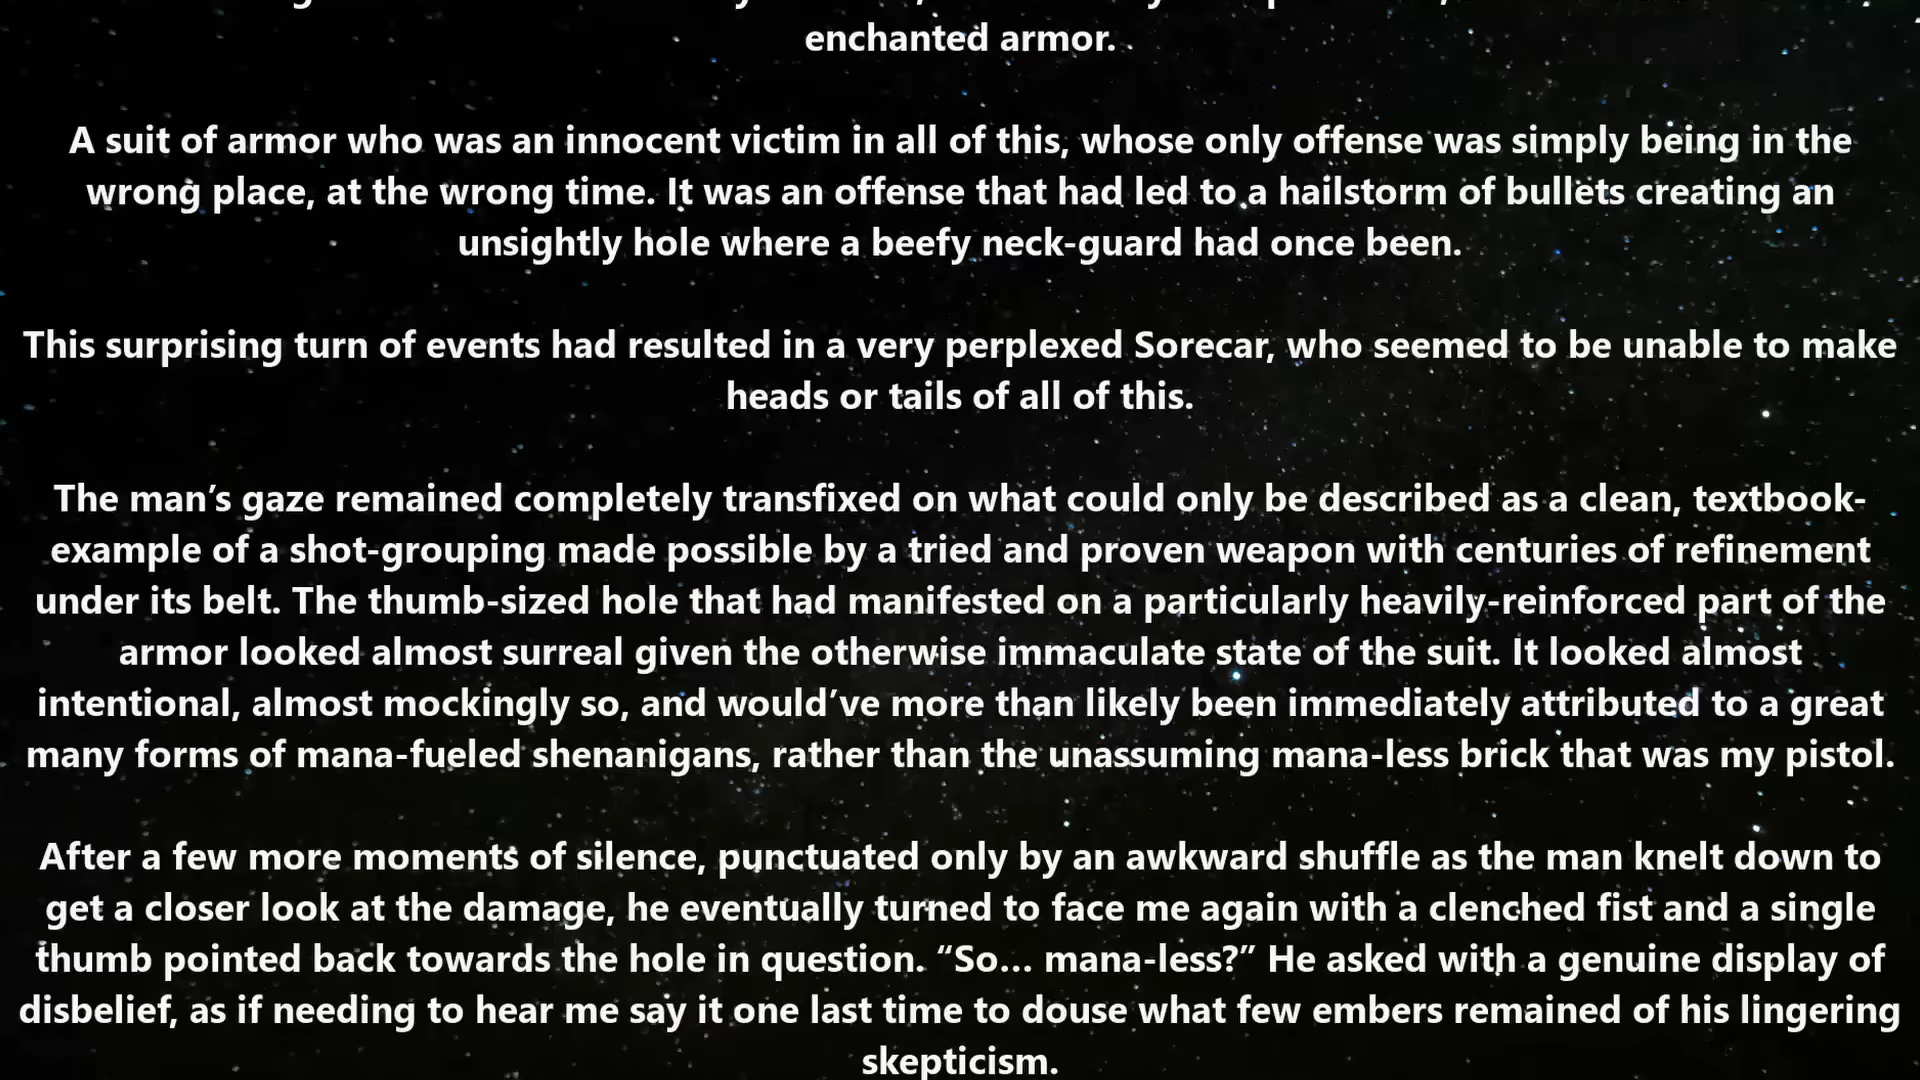 enchanted armor.
A suit of armor who was an innocent victim in all of this, whose only offense was simply being in the
wrong place, at the wrong time. It was an offense that had led to a hailstorm of bullets creating an
unsightly hole where a beefy neck-guard had once been.
This surprising turn of events had resulted in a very perplexed Sorecar, who seemed to be unable to make
heads or tails of all of this.
The man’s gaze remained completely transfixed on what could only be described as a clean, textbook-
example of a shot-grouping made possible by a tried and proven weapon with centuries of refinement
under its belt. The thumb-sized hole that had manifested on a particularly heavily-reinforced part of the
armor looked almost surreal given the otherwise immaculate state of the suit. It looked almost
intentional, almost mockingly so, and would’ve more than likely been immediately attributed to a great
many forms of mana-fueled shenanigans, rather than the unassuming mana-less brick that was my pistol.
After a few more moments of silence, punctuated only by an awkward shuffle as the man knelt down to
get a closer look at the damage, he eventually turned to face me again with a clenched fist and a single
thumb pointed back towards the hole in question. “So… mana-less?” He asked with a genuine display of
disbelief, as if needing to hear me say it one last time to douse what few embers remained of his lingering
skepticism.